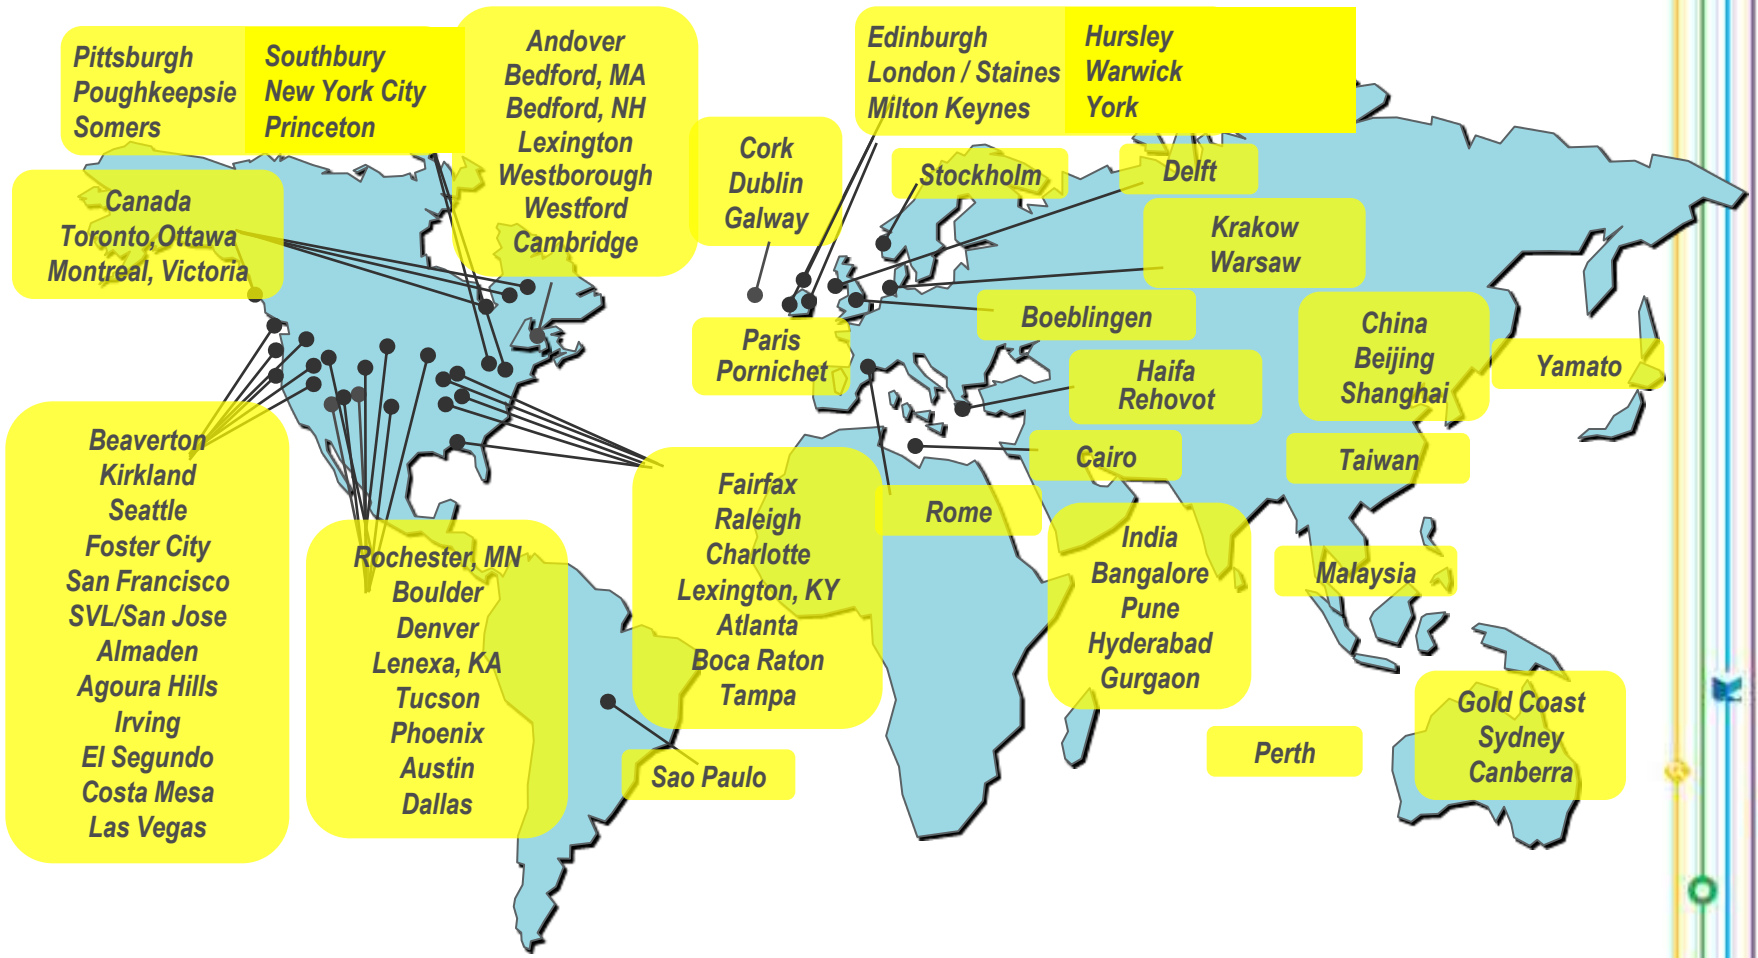 Pittsburgh
Poughkeepsie
Somers
Southbury
New York City
Princeton
Andover
Bedford, MA
Bedford, NH
Lexington
Westborough
Westford
Cambridge
Edinburgh
London / Staines
Milton Keynes
Hursley
Warwick
York
Canada
Toronto,Ottawa
Montreal, Victoria
Cork
Dublin
Galway
Stockholm
Delft
Krakow
Warsaw
Paris
Pornichet
Boeblingen
Haifa
Rehovot
China
Beijing
Shanghai
Yamato
Beaverton
Kirkland
Seattle
Foster City
San Francisco
SVL/San Jose
Almaden
Agoura Hills
Irving
El Segundo
Costa Mesa
Las Vegas
Rochester, MN
Boulder
Denver
Lenexa, KA
Tucson
Phoenix
Austin
Dallas
Fairfax
Raleigh
Charlotte
Lexington, KY
Atlanta
Boca Raton
Tampa
Cairo
Rome
Taiwan
India
Bangalore
Pune
Hyderabad
Gurgaon
Malaysia
Sao Paulo
Perth
Gold Coast
Sydney
Canberra